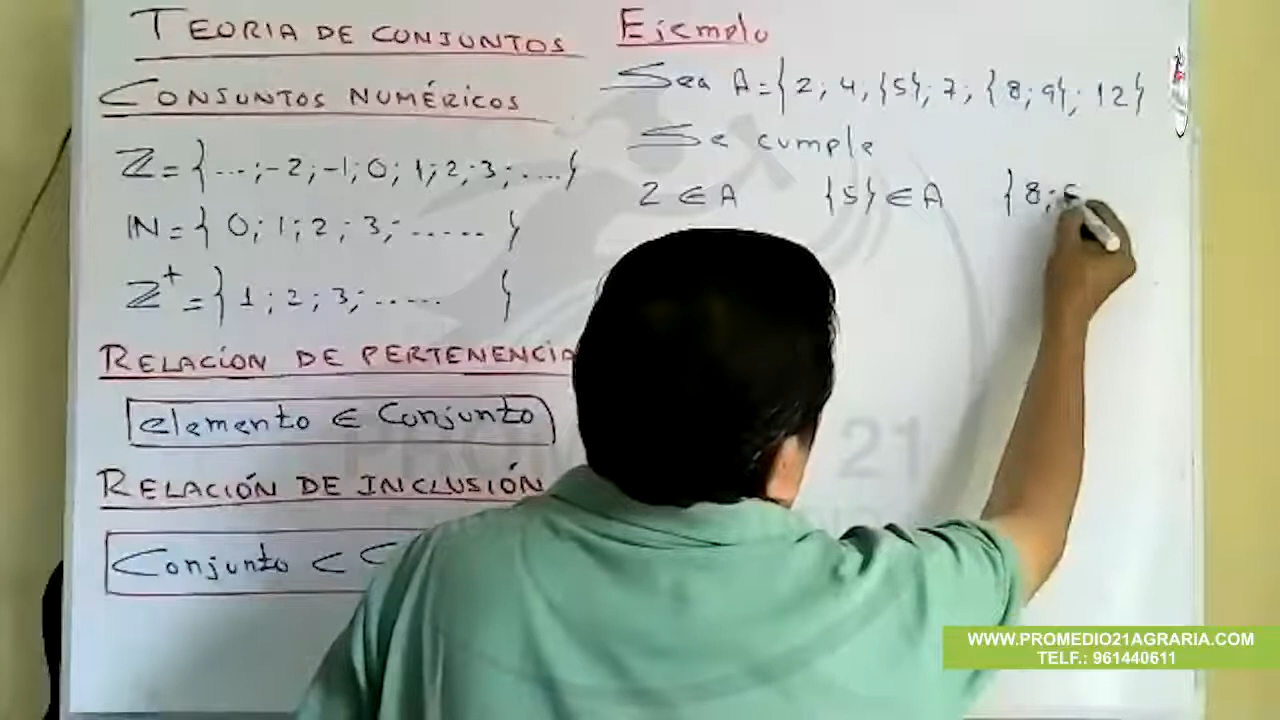 TEORIA DE CONJUNTOS
CONJUNTOS NUMÉRICOS
ℤ={...;-2;-1;0;1;2;3;....}
IN={0;1;2;3;.....}
ℤ⁺={1;2;3;.....}
RELACIÓN DE PERTENENCIA
elemento ∈ Conjunto
RELACIÓN DE INCLUSIÓN
Conjunto ⊂ C
Ejemplo
Sea A={2;4;{5};7;{8;9};12}
Se cumple
2 ∈ A {5} ∈ A {8;
21
WWW.PROMEDIO21AGRARIA.COM
TELF.: 961440611